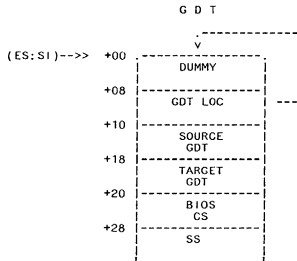 G D T
(ES:SI)-->> +00
DUMMY
+08
GDT LOC
+10
SOURCE
GDT
+18
TARGET
GDT
+20
BIOS
CS
+28
SS